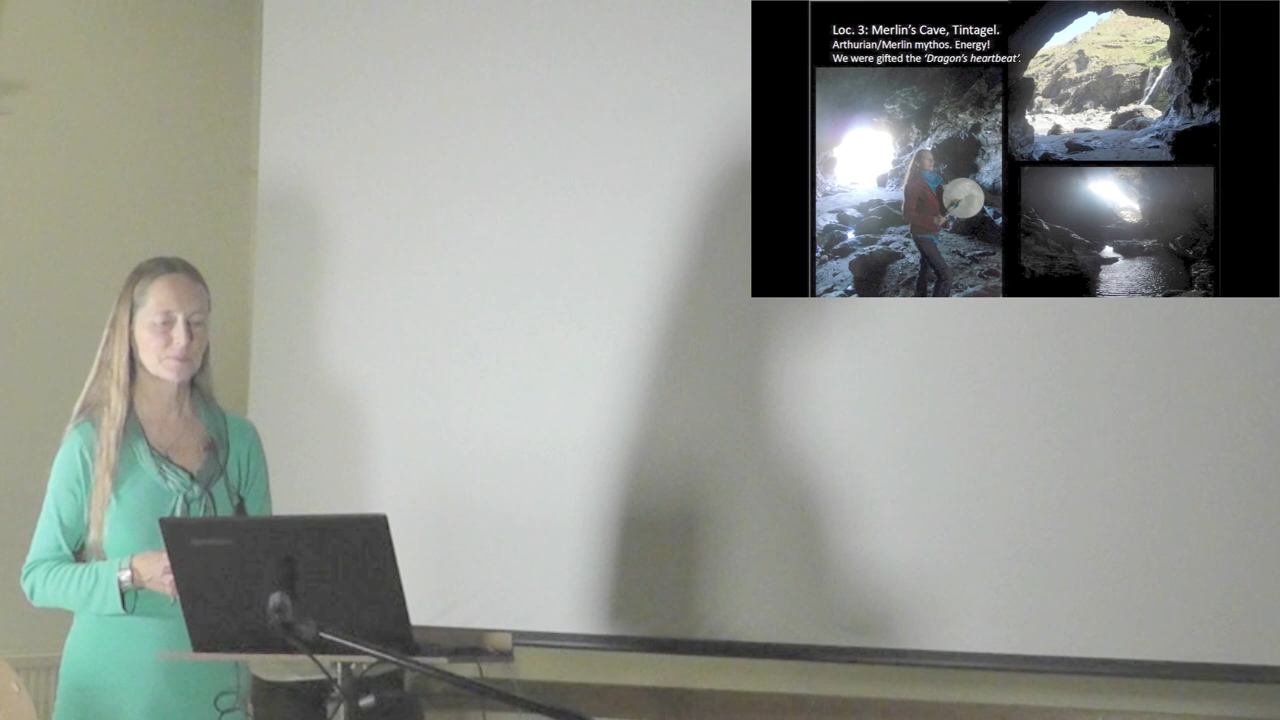 Loc. 3: Merlin's Cave, Tintagel.
Arthurian/Merlin mythos. Energy!
We were gifted the 'Dragon's heartbeat'.